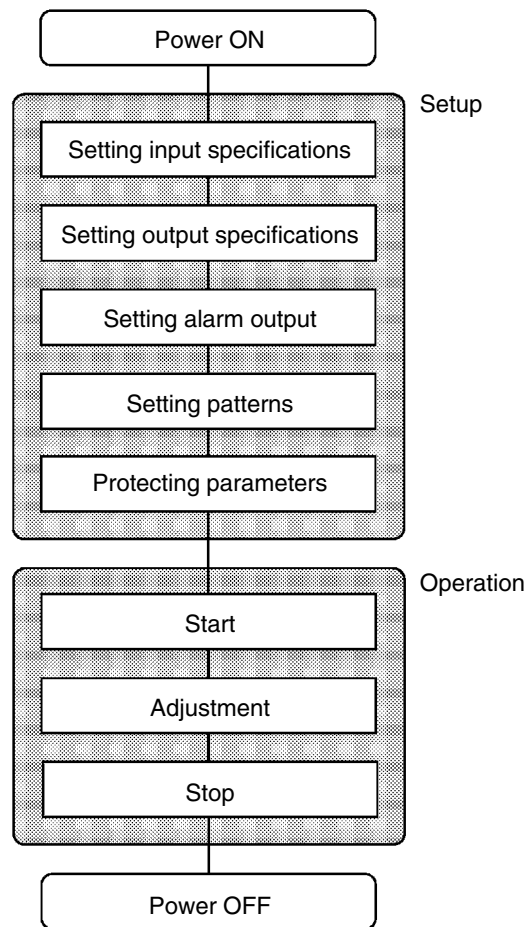 Power ON
Setup
Setting input specifications
Setting output specifications
Setting alarm output
Setting patterns
Protecting parameters
Operation
Start
Adjustment
Stop
Power OFF